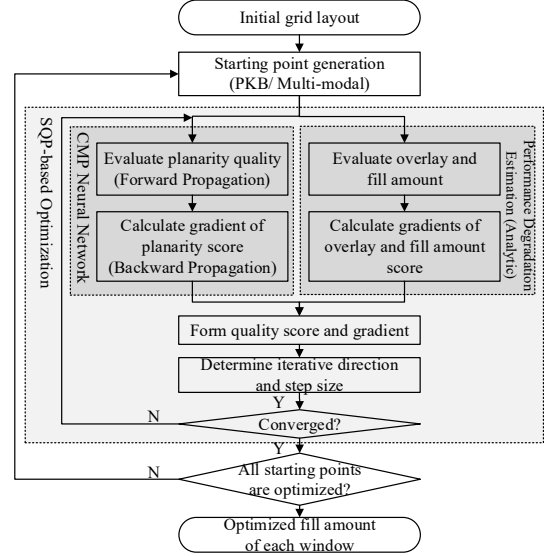 Initial grid layout
Starting point generation
(PKB/ Multi-modal)
SQP-based Optimization
CMP Neural Network
Evaluate planarity quality
(Forward Propagation)
Calculate gradient of
planarity score
(Backward Propagation)
Evaluate overlay and
fill amount
Calculate gradients of
overlay and fill amount
score
Performance Degradation
Estimation (Analytic)
Form quality score and gradient
Determine iterative direction
and step size
Y
N
Converged?
Y
N
All starting points
are optimized?
Optimized fill amount
of each window